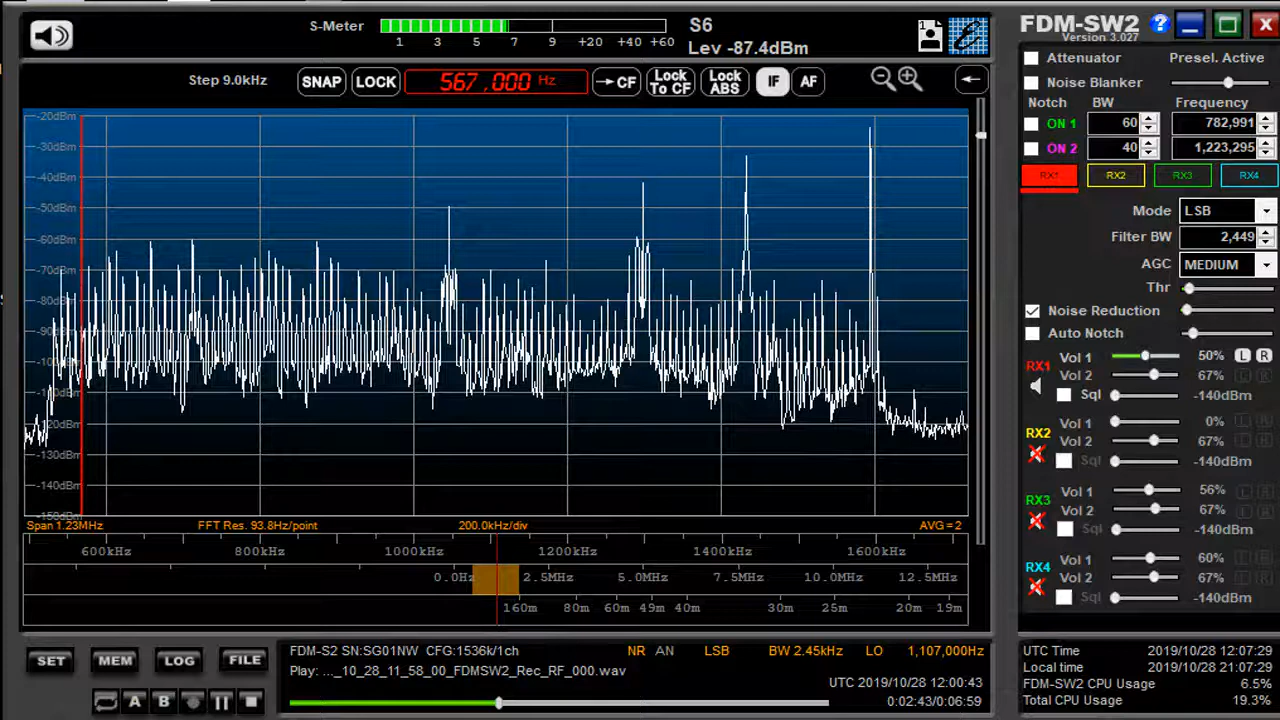 S-Meter
1 3 5 7 9 +20 +40 +60
S6
Lev -87.4dBm
1
FDM-SW2
Version 3.027
?
X
Step 9.0kHz
SNAP
LOCK
567.000 Hz
→CF
Lock To CF
Lock ABS
IF
AF
-20dBm
-30dBm
-40dBm
-50dBm
-60dBm
-70dBm
-80dBm
-90dBm
-100dBm
-110dBm
-120dBm
-130dBm
-140dBm
-150dBm
Span 1.23MHz
FFT Res. 93.8Hz/point
200.0kHz/div
AVG=2
600kHz 800kHz 1000kHz 1200kHz 1400kHz 1600kHz
0.0Hz 2.5MHz 5.0MHz 7.5MHz 10.0MHz 12.5MHz
160m 80m 60m 49m 40m 30m 25m 20m 19m
Attenuator
Presel. Active
Noise Blanker
Notch BW Frequency
ON 1 60 782,991
ON 2 40 1,223,295
RX1 RX2 RX3 RX4
Mode LSB
Filter BW 2,449
AGC MEDIUM
Thr
Noise Reduction
Auto Notch
RX1
Vol 1 50% L R
Vol 2 67%
Sql -140dBm
RX2
Vol 1 0%
Vol 2 67%
Sql -140dBm
RX3
Vol 1 56%
Vol 2 67%
Sql -140dBm
RX4
Vol 1 60%
Vol 2 67%
Sql -140dBm
SET
MEM
LOG
FILE
A
B
FDM-S2 SN:SG01NW CFG:1536k/1ch
NR AN LSB BW 2.45kHz LO 1,107,000Hz
Play: ..._10_28_11_58_00_FDMSW2_Rec_RF_000.wav
UTC 2019/10/28 12:00:43
0:02:43/0:06:59
UTC Time 2019/10/28 12:07:29
Local time 2019/10/28 21:07:29
FDM-SW2 CPU Usage 6.5%
Total CPU Usage 19.3%